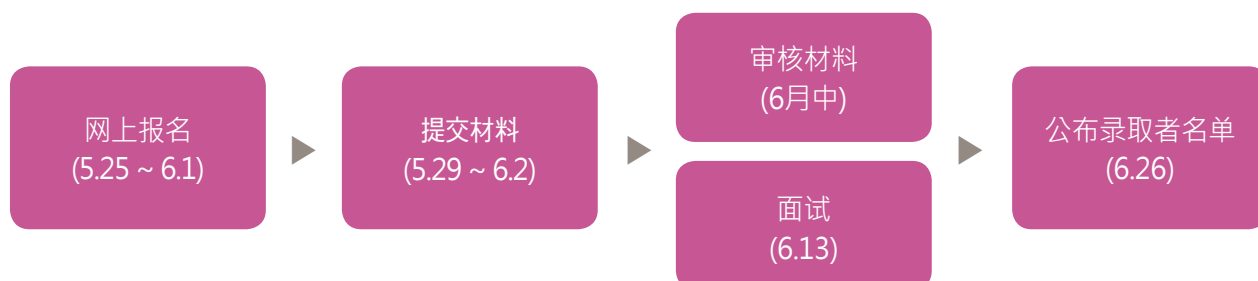 网上报名
(5.25 ~ 6.1)
提交材料
(5.29 ~ 6.2)
审核材料
(6月中)
面试
(6.13)
公布录取者名单
(6.26)